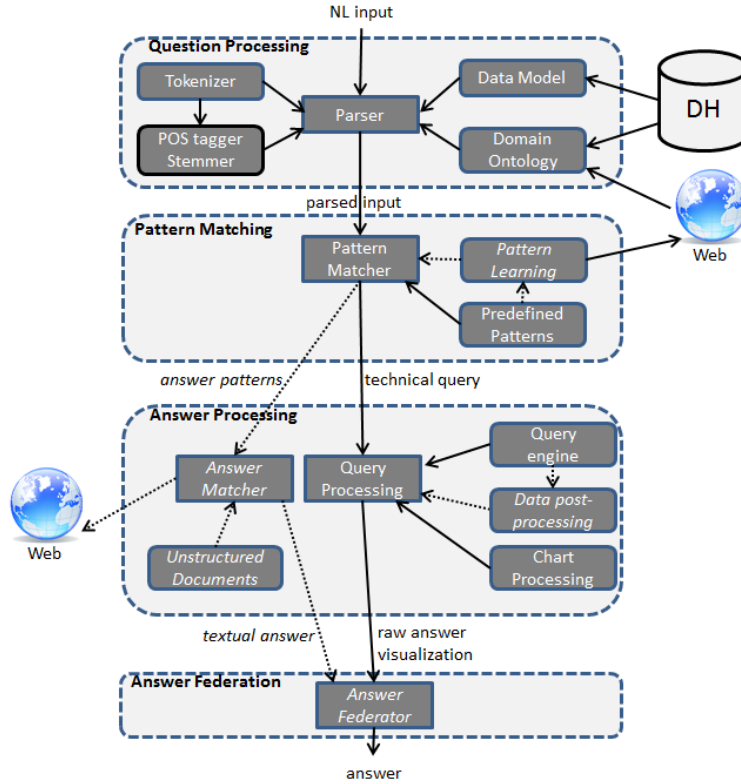 NL input
Question Processing
Tokenizer
Data Model
DH
Parser
POS tagger
Stemmer
Domain
Ontology
parsed input
Web
Pattern Matching
Pattern
Matcher
Pattern
Learning
Predefined
Patterns
answer patterns
technical query
Answer Processing
Query
engine
Answer
Matcher
Query
Processing
Data post-
processing
Web
Unstructured
Documents
Chart
Processing
textual answer
raw answer
visualization
Answer Federation
Answer
Federator
answer